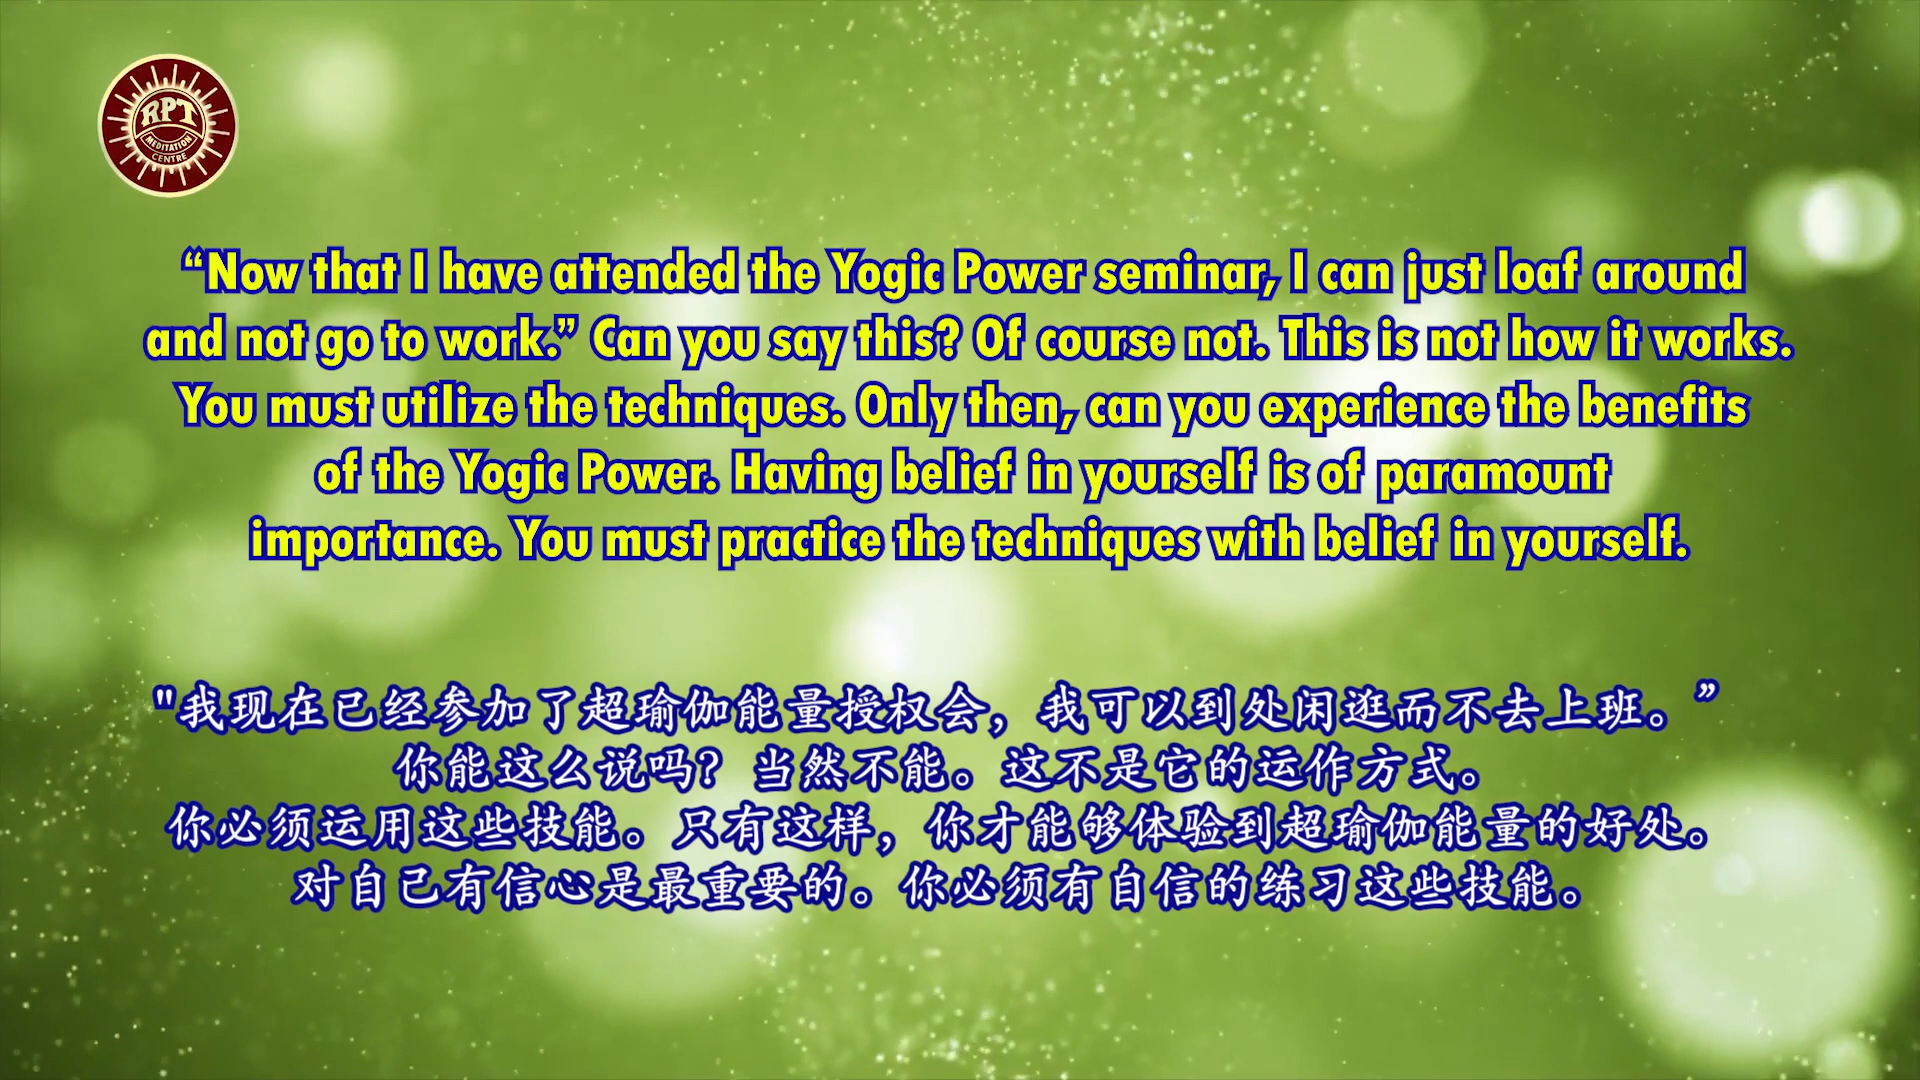 RPT
MEDITATION
CENTRE
“Now that I have attended the Yogic Power seminar, I can just loaf around
and not go to work.” Can you say this? Of course not. This is not how it works.
You must utilize the techniques. Only then, can you experience the benefits
of the Yogic Power. Having belief in yourself is of paramount
importance. You must practice the techniques with belief in yourself.
"我现在已经参加了超瑜伽能量授权会，我可以到处闲逛而不去上班。”
你能这么说吗？当然不能。这不是它的运作方式。
你必须运用这些技能。只有这样，你才能够体验到超瑜伽能量的好处。
对自己有信心是最重要的。你必须有自信的练习这些技能。